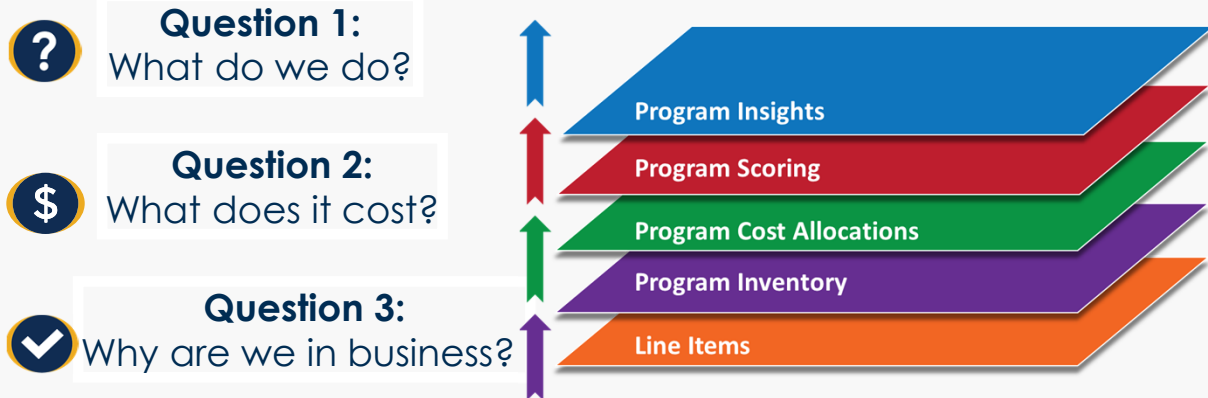 Question 1:
What do we do?
Question 2:
What does it cost?
Question 3:
Why are we in business?
Program Insights
Program Scoring
Program Cost Allocations
Program Inventory
Line Items